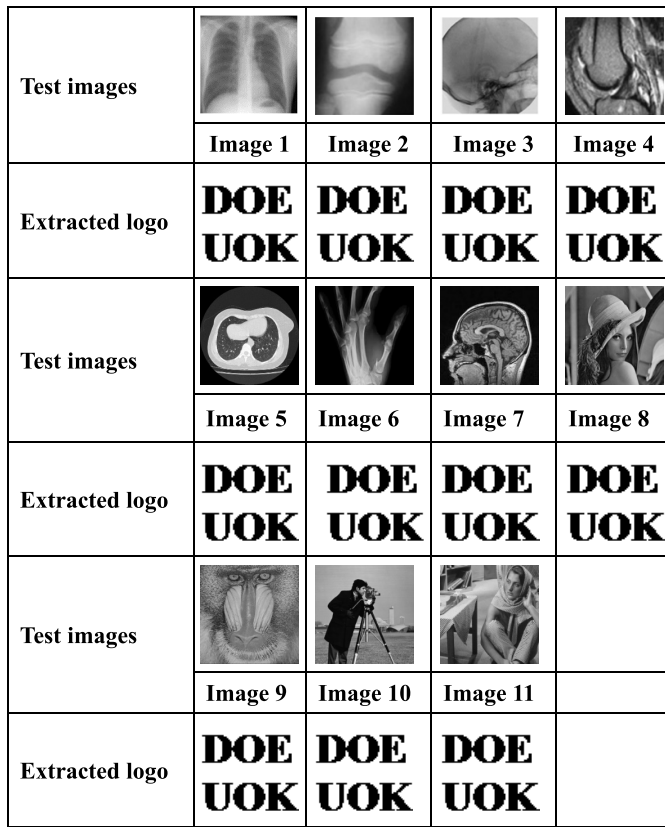 Test images
Image 1 Image 2 Image 3 Image 4
Extracted logo
DOE DOE DOE DOE
UOK UOK UOK UOK
Test images
Image 5 Image 6 Image 7 Image 8
Extracted logo
DOE DOE DOE DOE
UOK UOK UOK UOK
Test images
Image 9 Image 10 Image 11
Extracted logo
DOE DOE DOE
UOK UOK UOK